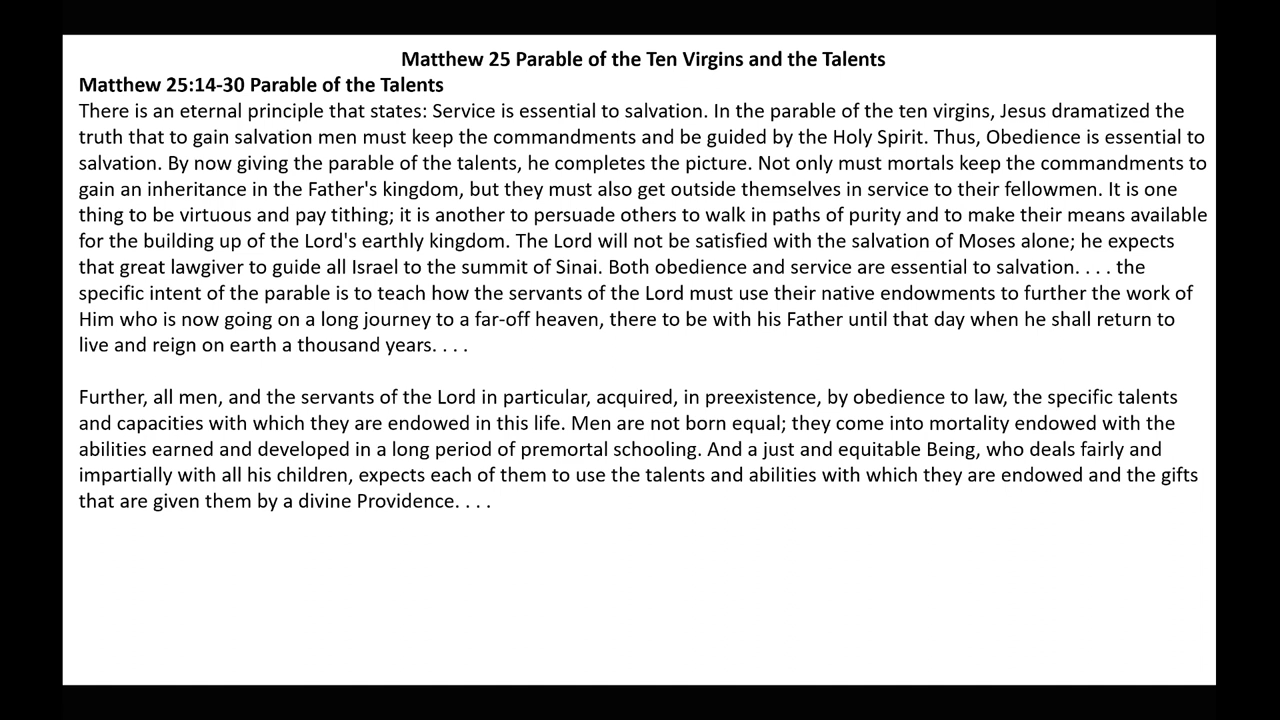 Matthew 25 Parable of the Ten Virgins and the Talents
Matthew 25:14-30 Parable of the Talents
There is an eternal principle that states: Service is essential to salvation. In the parable of the ten virgins, Jesus dramatized the
truth that to gain salvation men must keep the commandments and be guided by the Holy Spirit. Thus, Obedience is essential to
salvation. By now giving the parable of the talents, he completes the picture. Not only must mortals keep the commandments to
gain an inheritance in the Father's kingdom, but they must also get outside themselves in service to their fellowmen. It is one
thing to be virtuous and pay tithing; it is another to persuade others to walk in paths of purity and to make their means available
for the building up of the Lord's earthly kingdom. The Lord will not be satisfied with the salvation of Moses alone; he expects
that great lawgiver to guide all Israel to the summit of Sinai. Both obedience and service are essential to salvation. . . . the
specific intent of the parable is to teach how the servants of the Lord must use their native endowments to further the work of
Him who is now going on a long journey to a far-off heaven, there to be with his Father until that day when he shall return to
live and reign on earth a thousand years. . . .
Further, all men, and the servants of the Lord in particular, acquired, in preexistence, by obedience to law, the specific talents
and capacities with which they are endowed in this life. Men are not born equal; they come into mortality endowed with the
abilities earned and developed in a long period of premortal schooling. And a just and equitable Being, who deals fairly and
impartially with all his children, expects each of them to use the talents and abilities with which they are endowed and the gifts
that are given them by a divine Providence. . . .